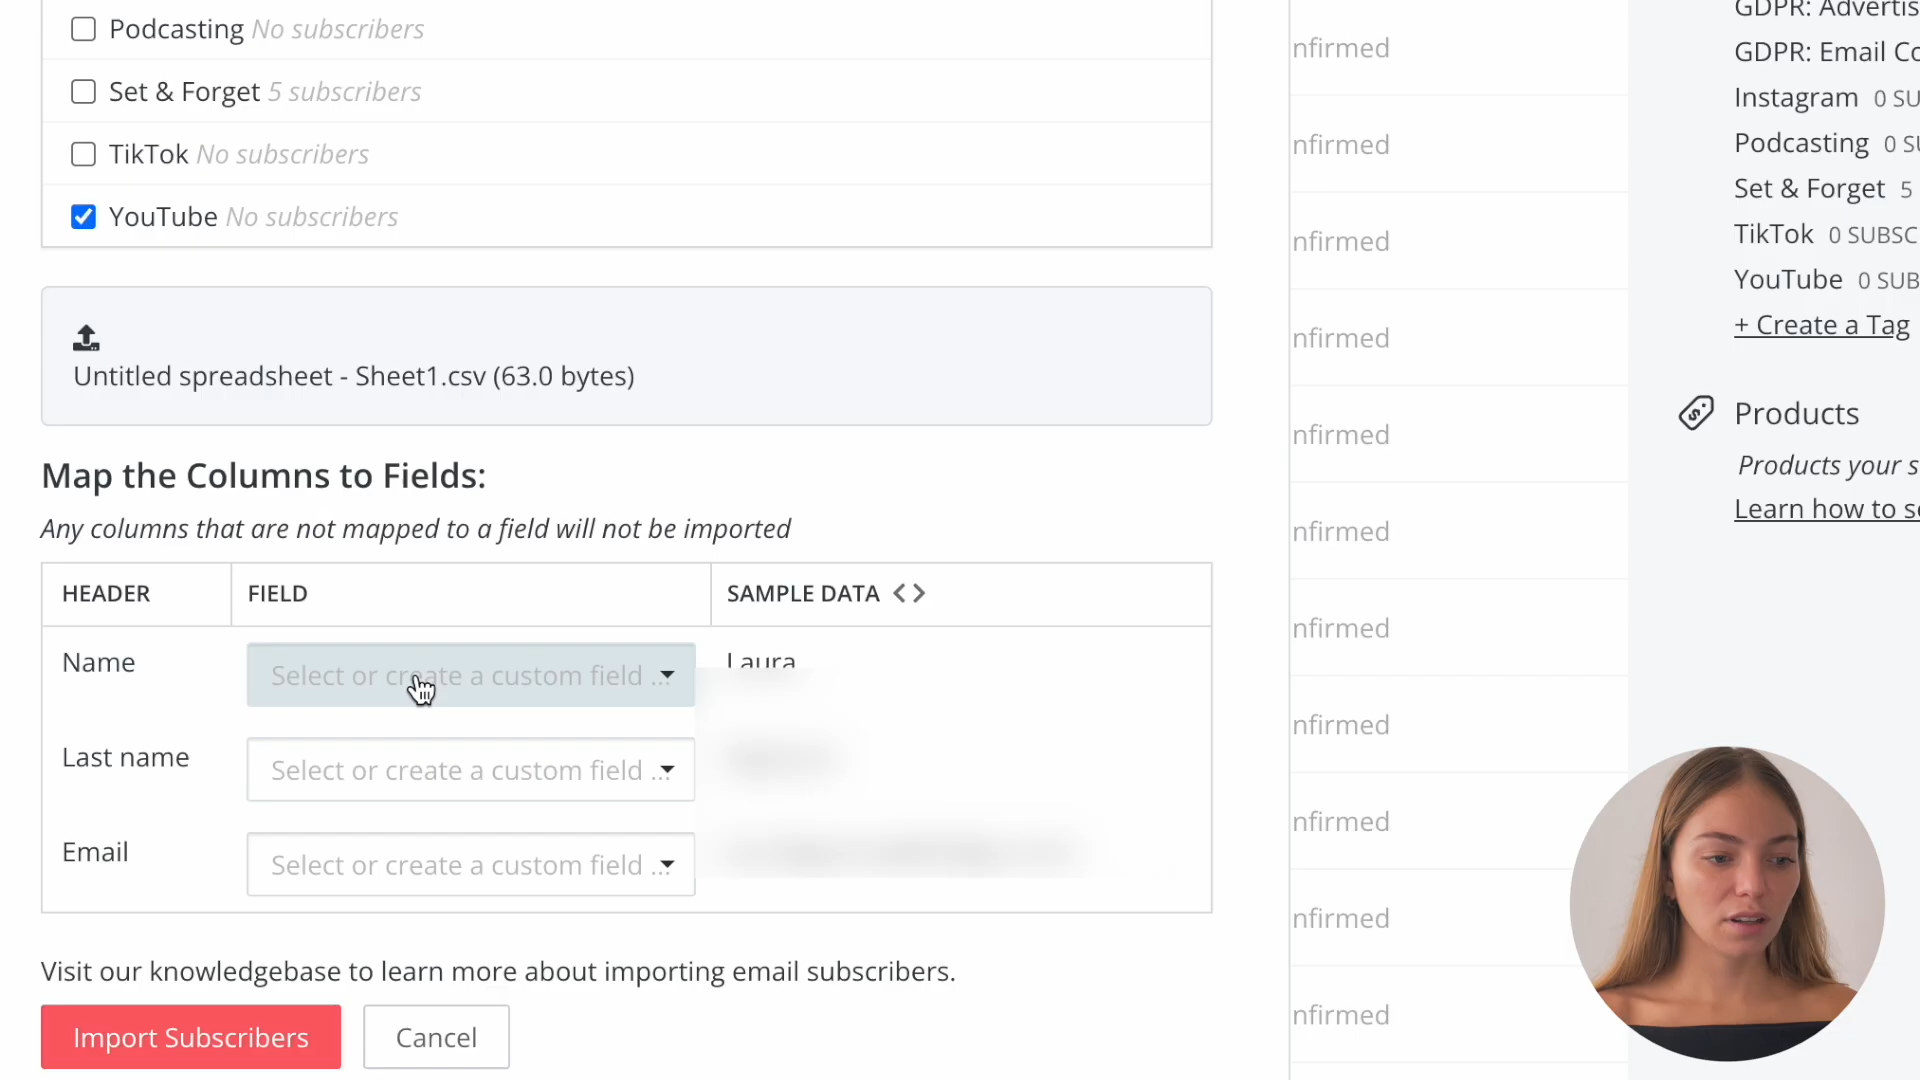 Podcasting No subscribers
Set & Forget 5 subscribers
TikTok No subscribers
YouTube No subscribers
Untitled spreadsheet - Sheet1.csv (63.0 bytes)
Map the Columns to Fields:
Any columns that are not mapped to a field will not be imported
HEADER FIELD SAMPLE DATA <>
Name Select or create a custom field ... Laura
Last name Select or create a custom field ...
Email Select or create a custom field ...
Visit our knowledgebase to learn more about importing email subscribers.
Import Subscribers Cancel
nfirmed
nfirmed
nfirmed
nfirmed
nfirmed
nfirmed
nfirmed
nfirmed
nfirmed
nfirmed
nfirmed
GDPR: Advertis
GDPR: Email Co
Instagram 0 SU
Podcasting 0 SU
Set & Forget 5
TikTok 0 SUBSC
YouTube 0 SUB
+ Create a Tag
Products
Products your s
Learn how to se